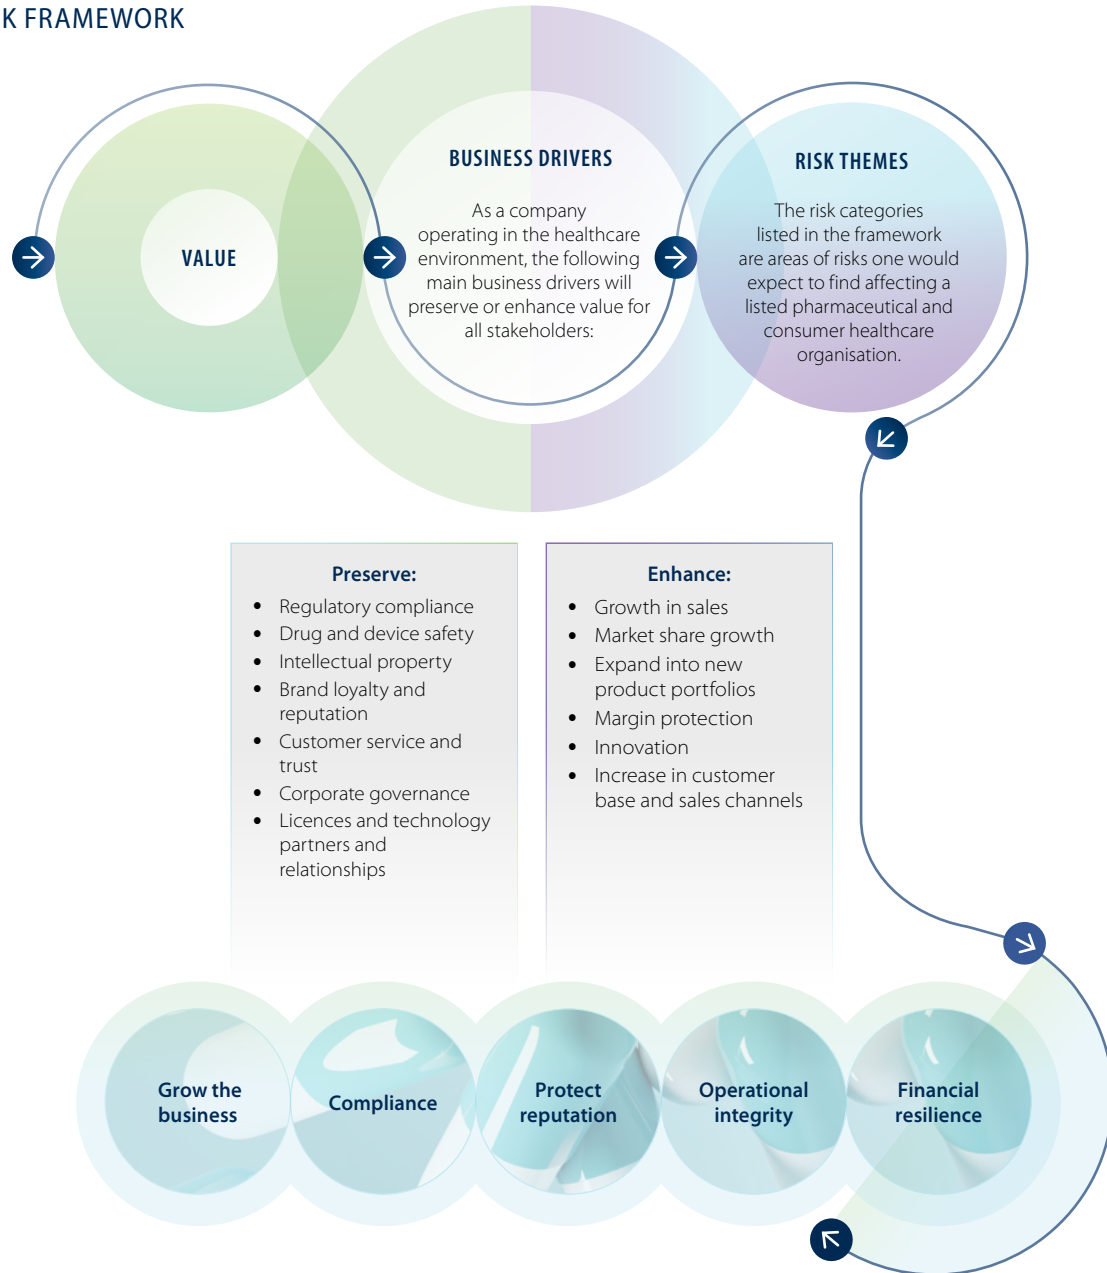 K FRAMEWORK
VALUE
BUSINESS DRIVERS
As a company
operating in the healthcare
environment, the following
main business drivers will
preserve or enhance value for
all stakeholders:
RISK THEMES
The risk categories
listed in the framework
are areas of risks one would
expect to find affecting a
listed pharmaceutical and
consumer healthcare
organisation.
Preserve:
• Regulatory compliance
• Drug and device safety
• Intellectual property
• Brand loyalty and
reputation
• Customer service and
trust
• Corporate governance
• Licences and technology
partners and
relationships
Enhance:
• Growth in sales
• Market share growth
• Expand into new
product portfolios
• Margin protection
• Innovation
• Increase in customer
base and sales channels
Grow the
business
Compliance
Protect
reputation
Operational
integrity
Financial
resilience